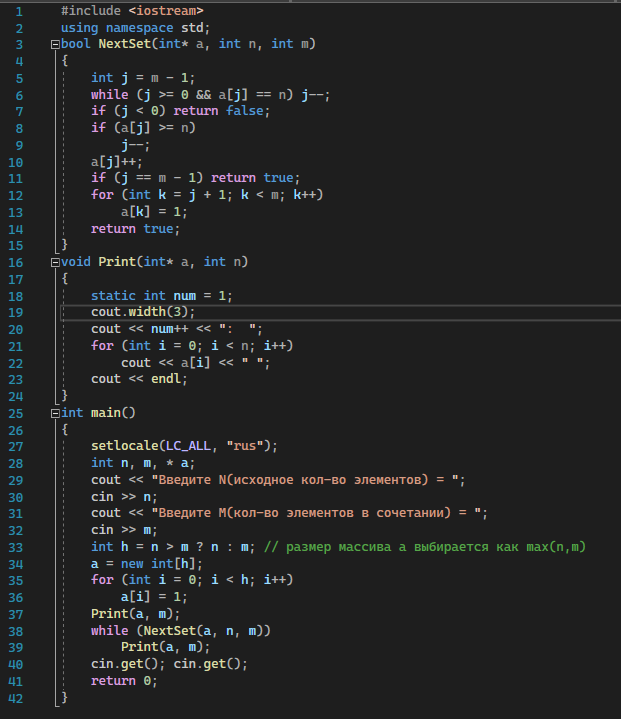 1 #include <iostream>
2 using namespace std;
3 bool NextSet(int* a, int n, int m)
4 {
5 int j = m - 1;
6 while (j >= 0 && a[j] == n) j--;
7 if (j < 0) return false;
8 if (a[j] >= n)
9 j--;
10 a[j]++;
11 if (j == m - 1) return true;
12 for (int k = j + 1; k < m; k++)
13 a[k] = 1;
14 return true;
15 }
16 void Print(int* a, int n)
17 {
18 static int num = 1;
19 cout.width(3);
20 cout << num++ << ":  ";
21 for (int i = 0; i < n; i++)
22 cout << a[i] << " ";
23 cout << endl;
24 }
25 int main()
26 {
27 setlocale(LC_ALL, "rus");
28 int n, m, * a;
29 cout << "Введите N(исходное кол-во элементов) = ";
30 cin >> n;
31 cout << "Введите M(кол-во элементов в сочетании) = ";
32 cin >> m;
33 int h = n > m ? n : m; // размер массива а выбирается как max(n,m)
34 a = new int[h];
35 for (int i = 0; i < h; i++)
36 a[i] = 1;
37 Print(a, m);
38 while (NextSet(a, n, m))
39 Print(a, m);
40 cin.get(); cin.get();
41 return 0;
42 }